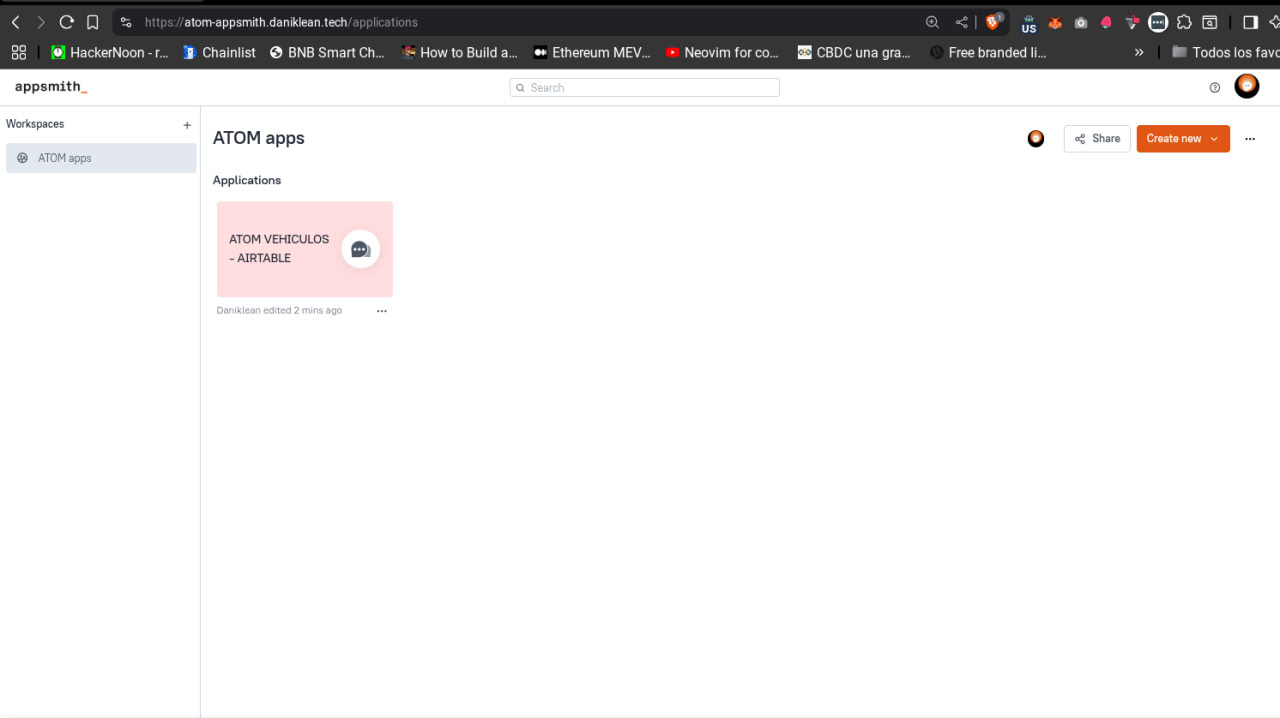 https://atom-appsmith.daniklean.tech/applications
1
US
HackerNoon - r...
Chainlist
BNB Smart Ch...
How to Build a...
Ethereum MEV...
Neovim for co...
CBDC una gra...
Free branded li...
»
Todos los favo
appsmith_
Search
Workspaces
+
ATOM apps
ATOM apps
Share
Create new
Applications
ATOM VEHICULOS
- AIRTABLE
Daniklean edited 2 mins ago